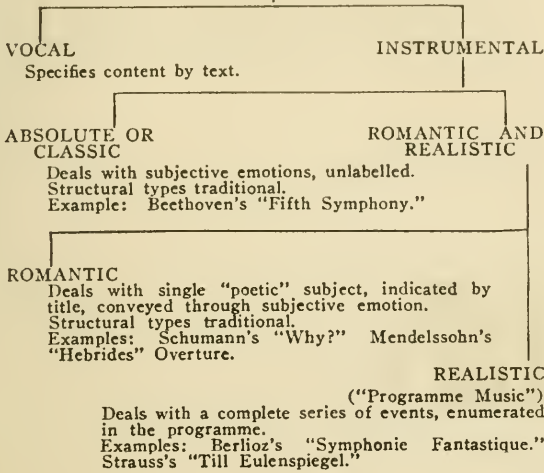 VOCAL INSTRUMENTAL
Specifies content by text.
ABSOLUTE OR
CLASSIC
Deals with subjective emotions, unlabelled.
Structural types traditional.
Example: Beethoven's "Fifth Symphony."
ROMANTIC AND
REALISTIC
ROMANTIC
Deals with single "poetic" subject, indicated by
title, conveyed through subjective emotion.
Structural types traditional.
Examples: Schumann's "Why?" Mendelssohn's
"Hebrides" Overture.
REALISTIC
("Programme Music")
Deals with a complete series of events, enumerated
in the programme.
Examples: Berlioz's "Symphonie Fantastique."
Strauss's "Till Eulenspiegel."